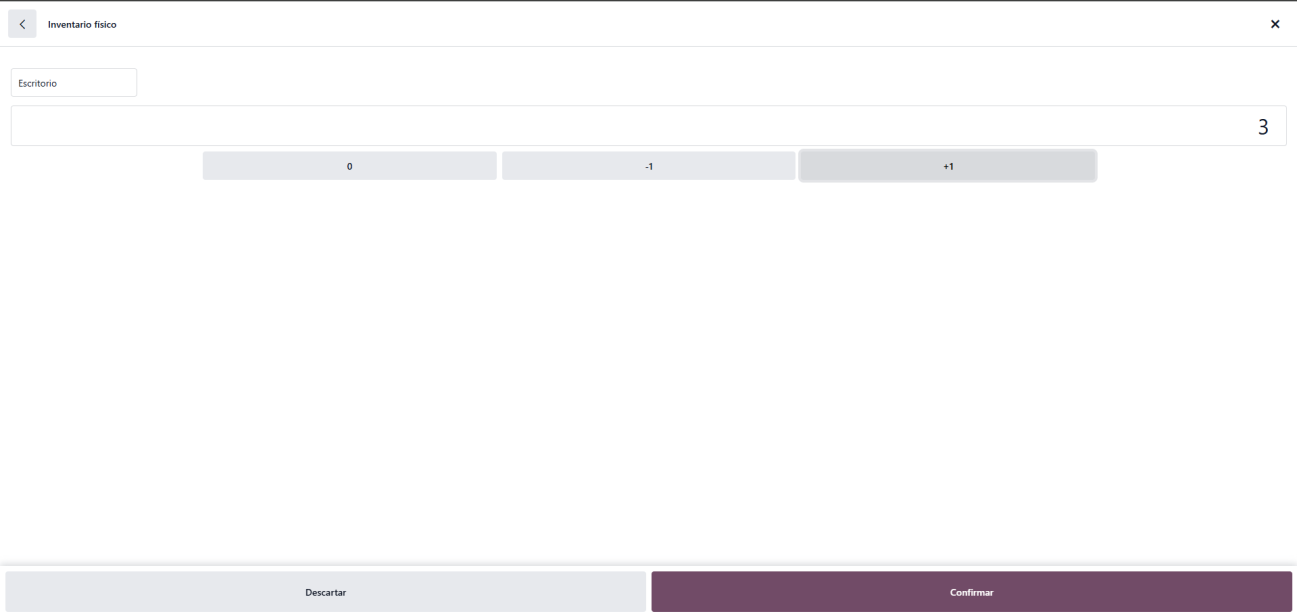 Inventario físico
×
Escritorio
3
0 -1 +1
Descartar Confirmar